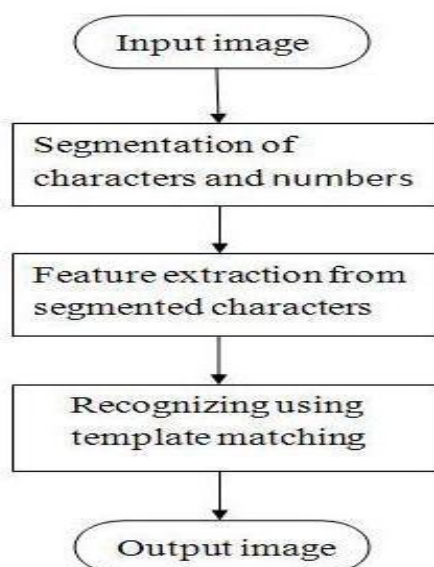 Input image
Segmentation of
characters and numbers
Feature extraction from
segmented characters
Recognizing using
template matching
Output image